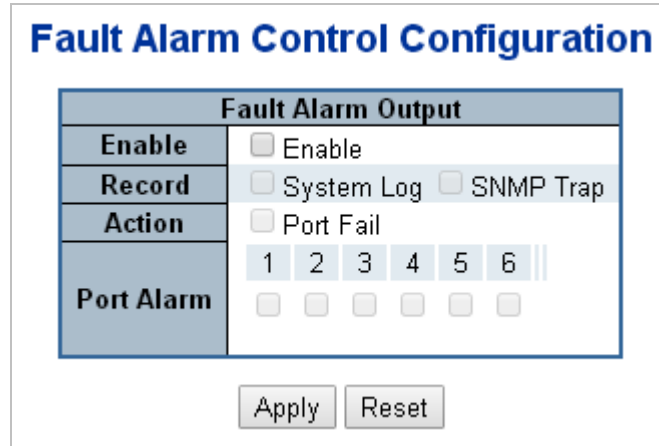 Fault Alarm Control Configuration
Fault Alarm Output
Enable Enable
Record System Log SNMP Trap
Action Port Fail
1 2 3 4 5 6
Port Alarm
Apply Reset